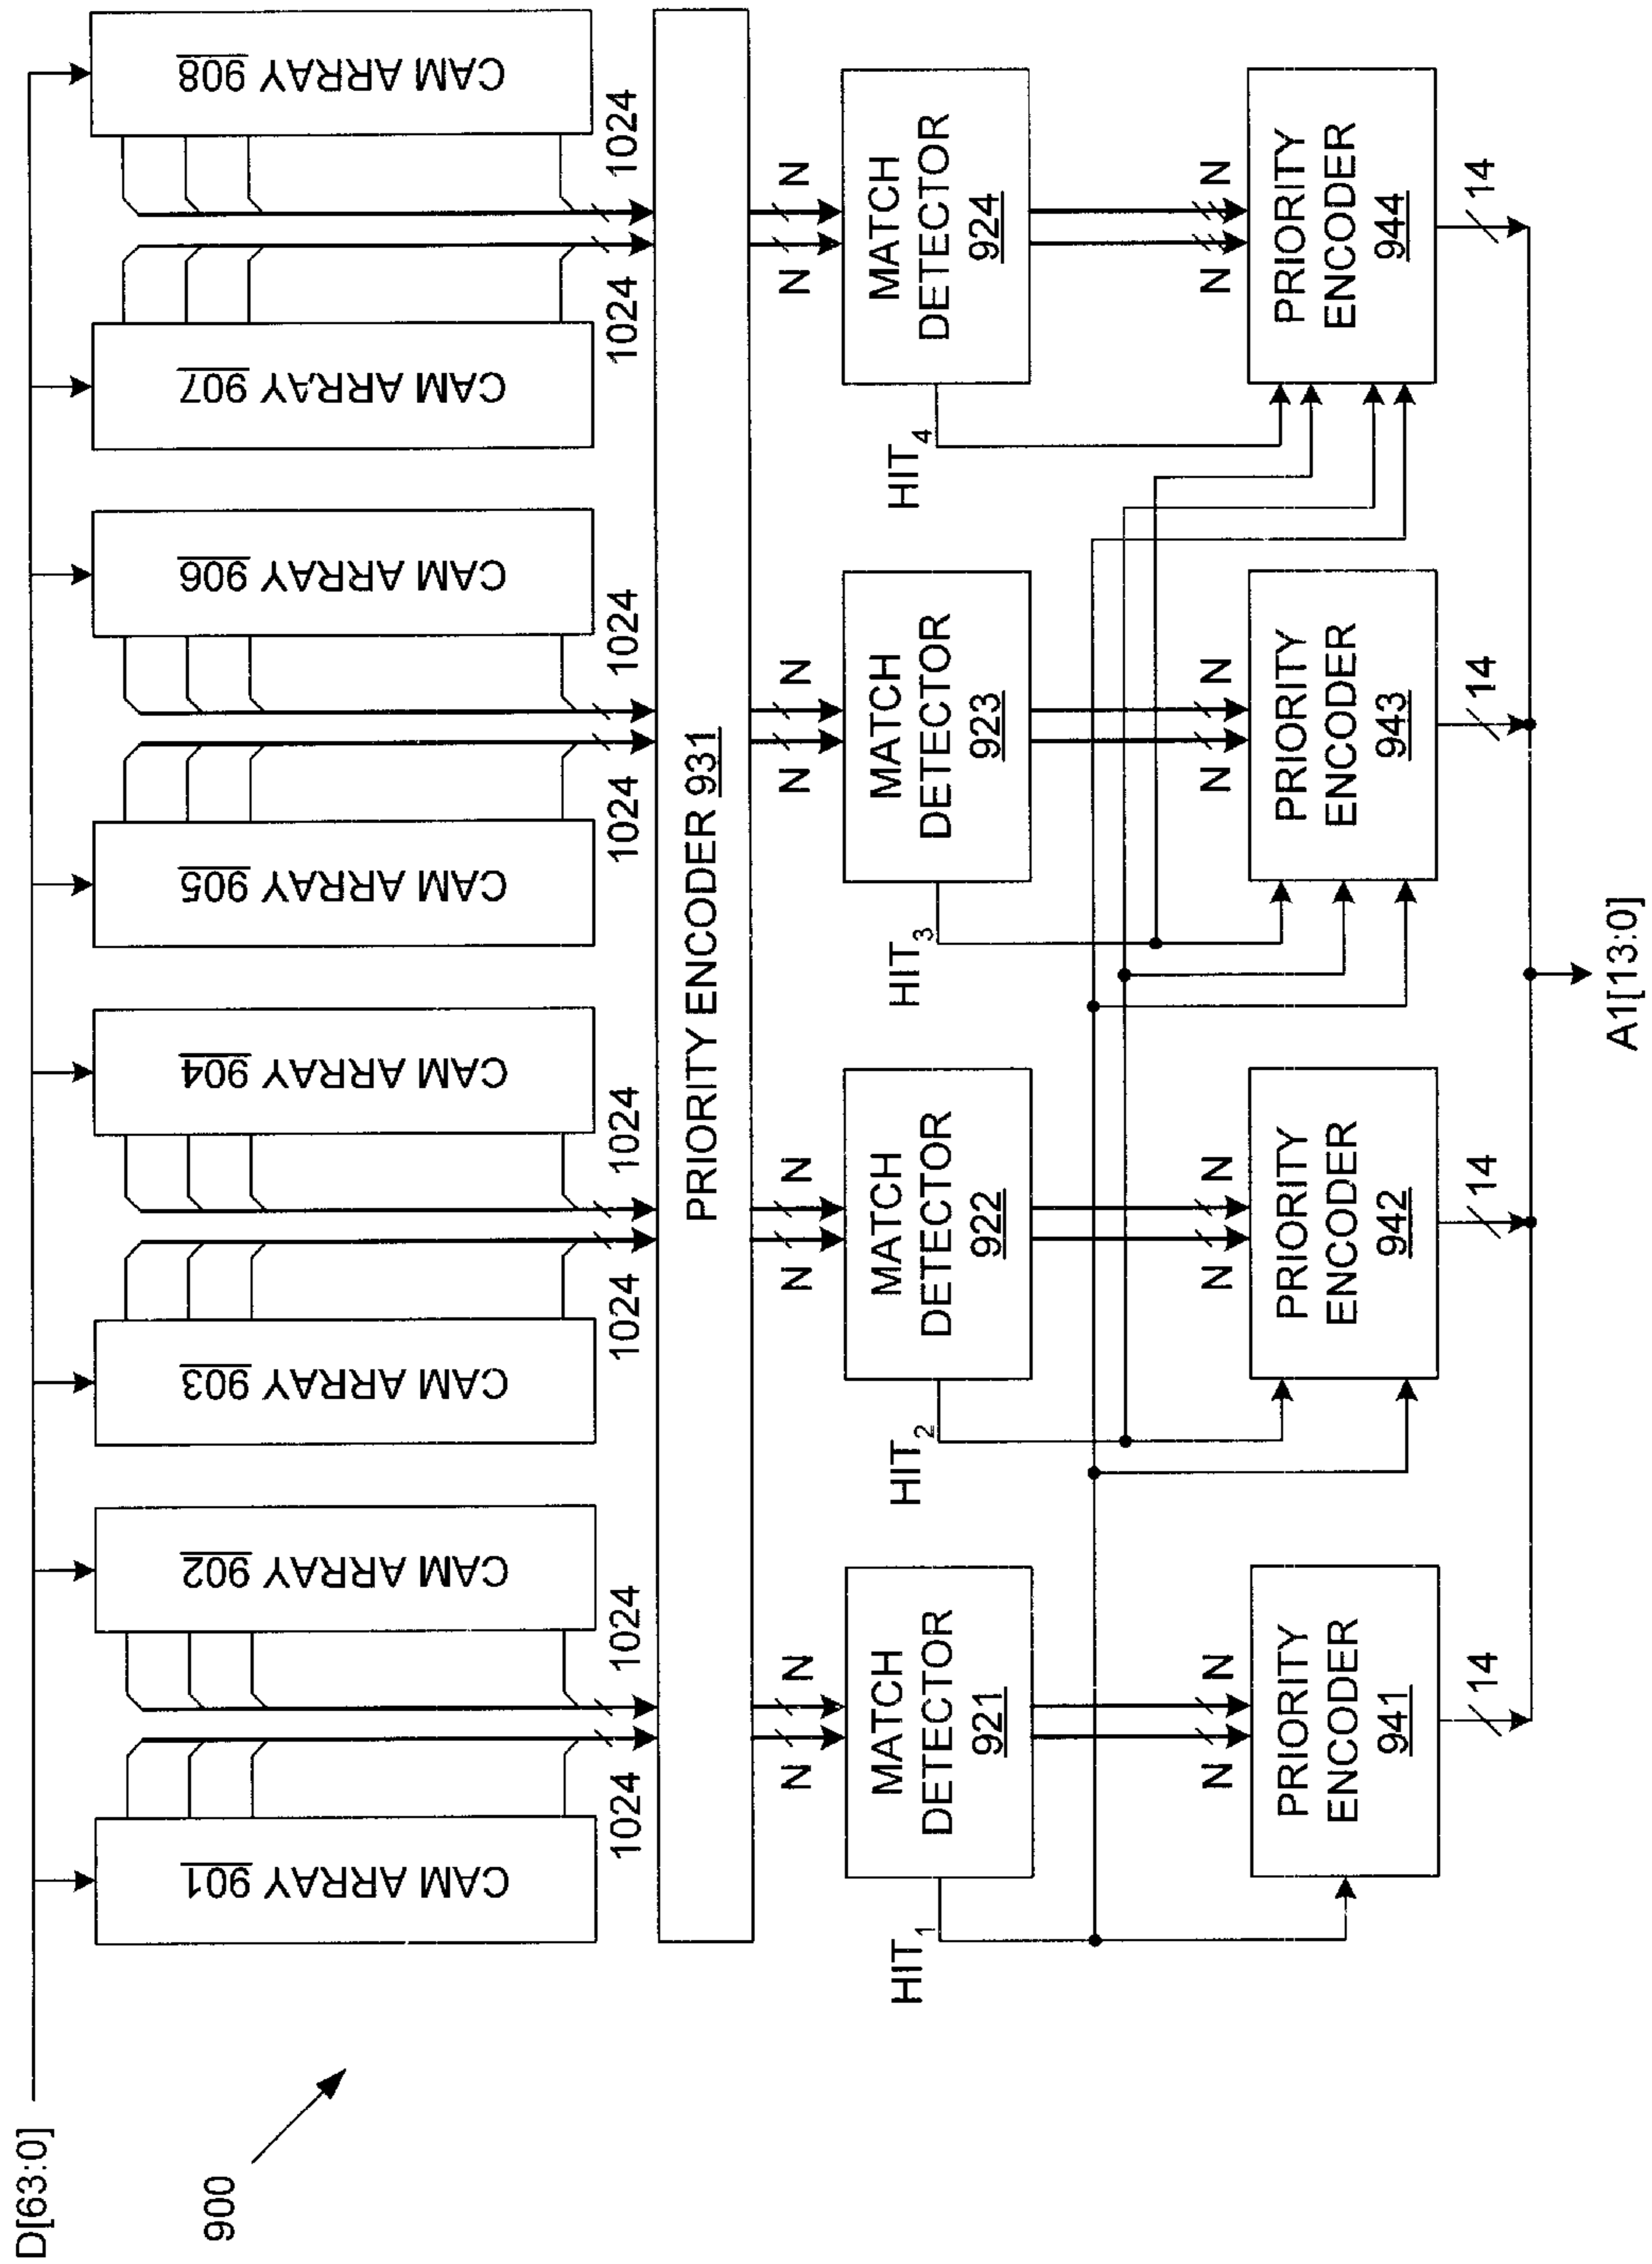 D[63:0]
900
CAM ARRAY 901
CAM ARRAY 902
CAM ARRAY 903
CAM ARRAY 904
CAM ARRAY 905
CAM ARRAY 906
CAM ARRAY 907
CAM ARRAY 908
1024
1024
1024
1024
1024
1024
1024
1024
PRIORITY ENCODER 931
N
N
N
N
N
N
N
N
MATCH
DETECTOR
921
MATCH
DETECTOR
922
MATCH
DETECTOR
923
MATCH
DETECTOR
924
HIT1
HIT2
HIT3
HIT4
N
N
N
N
N
N
N
N
PRIORITY
ENCODER
941
PRIORITY
ENCODER
942
PRIORITY
ENCODER
943
PRIORITY
ENCODER
944
14
14
14
14
A1[13:0]